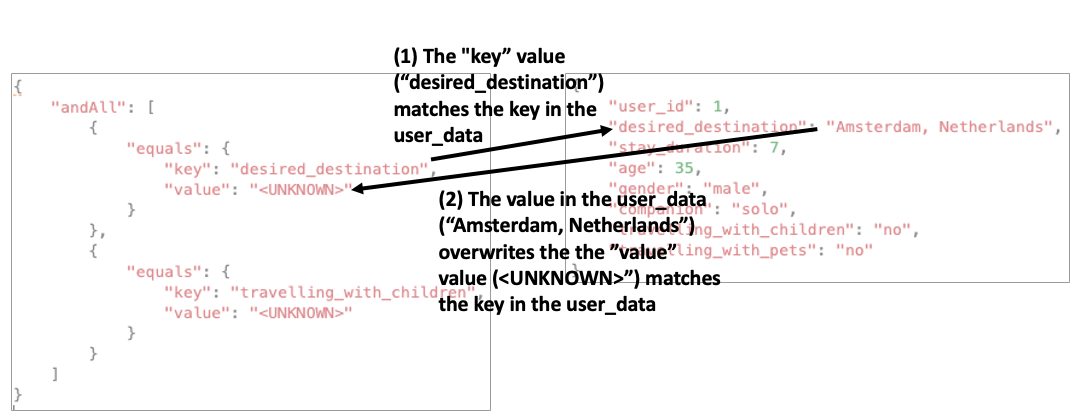 (1) The "key” value
(“desired_destination”)
matches the key in the
user_data
{
"andAll": [
{
"equals": {
"key": "desired_destination",
"value": "<UNKNOWN>"
}
},
{
"equals": {
"key": "travelling_with_children",
"value": "<UNKNOWN>"
}
}
]
}
{
"user_id": 1,
"desired_destination": "Amsterdam, Netherlands",
"stay_duration": 7,
"age": 35,
"gender": "male",
"companion": "solo",
"travelling_with_children": "no",
"travelling_with_pets": "no"
}
(2) The value in the user_data
(“Amsterdam, Netherlands”)
overwrites the the ”value”
value (<UNKNOWN>”) matches
the key in the user_data